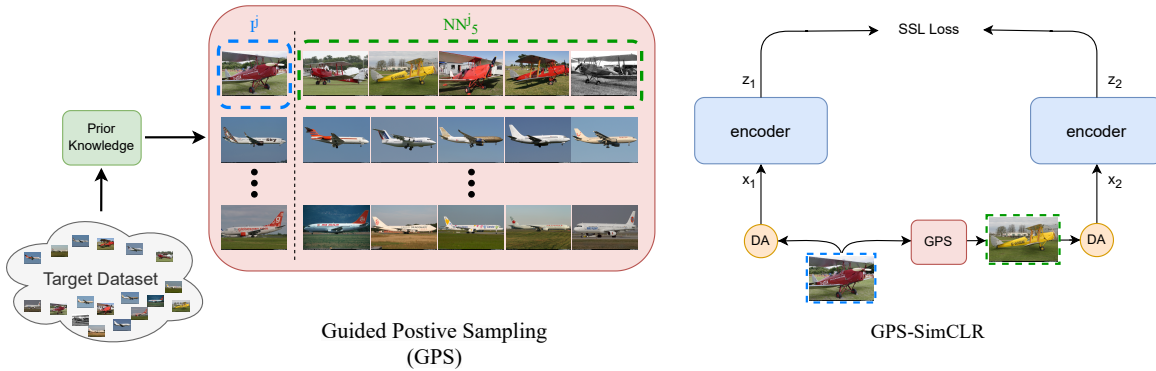 I^j
NN^j_5
Prior
Knowledge
Target Dataset
Guided Postive Sampling
(GPS)
SSL Loss
z_1
z_2
encoder
encoder
x_1
x_2
DA
GPS
DA
GPS-SimCLR